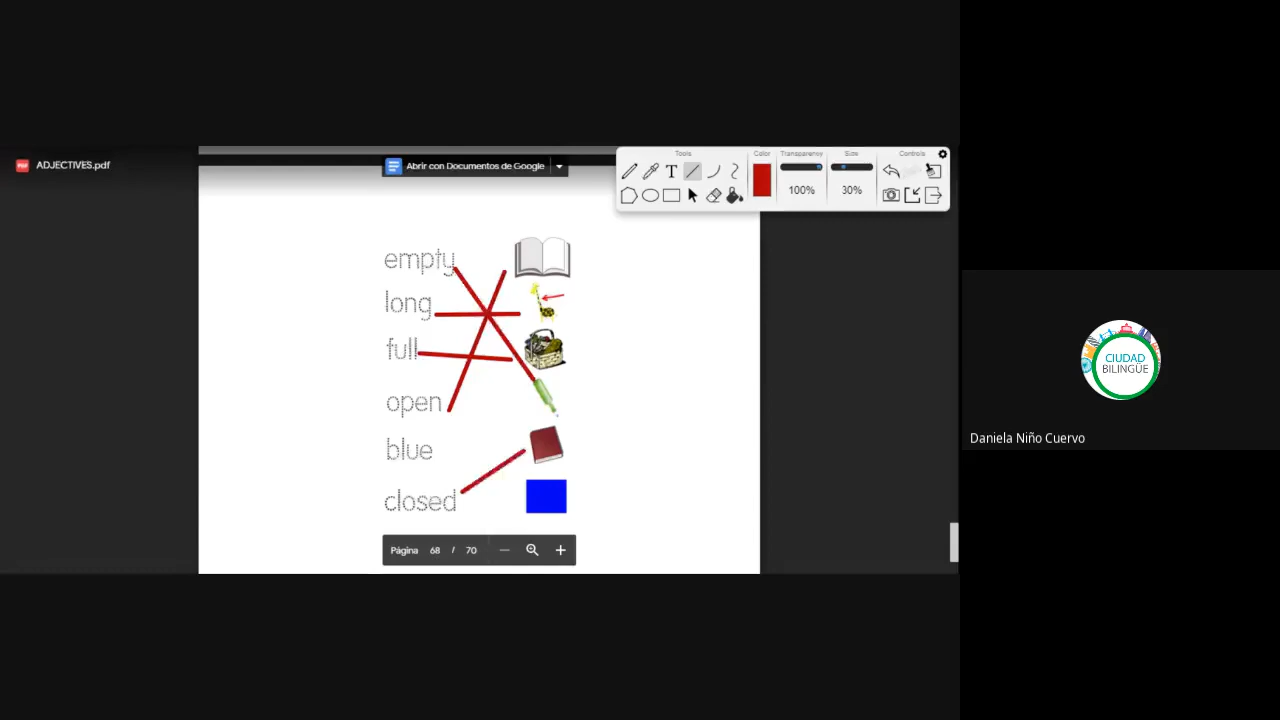 ADJECTIVES.pdf
Abrir con Documentos de Google
Tools
Color
Transparency
Size
Controls
T
100%
30%
empty
long
full
open
blue
closed
Página 68 / 70
CIUDAD
BILINGÜE
Daniela Niño Cuervo